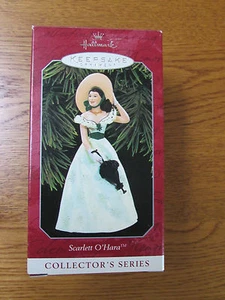 Hallmark
KEEPSAKE
ORNAMENT
Scarlett O'Hara™
COLLECTOR'S SERIES